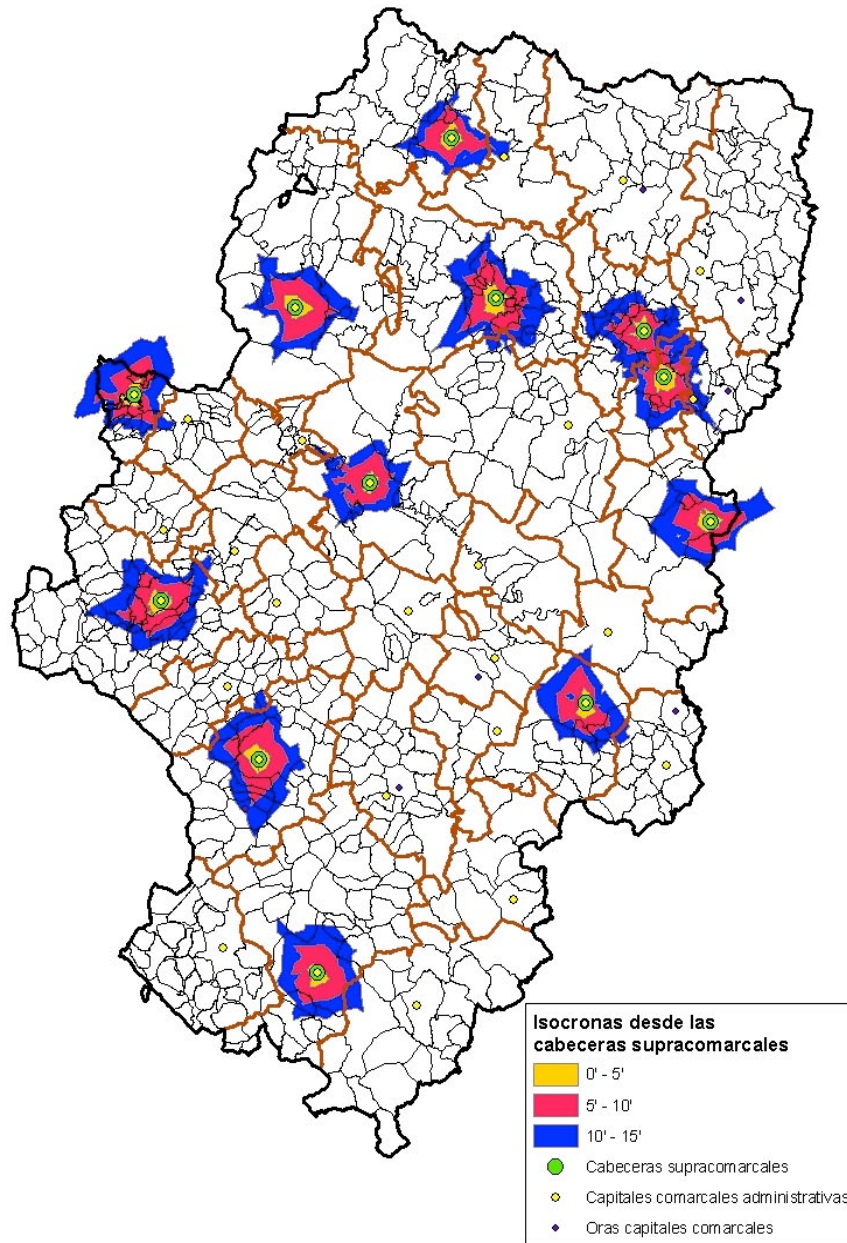 Isocronas desde las
cabeceras supracomarcales
0' - 5'
5' - 10'
10' - 15'
Cabeceras supracomarcales
Capitales comarcales administrativas
Oras capitales comarcales